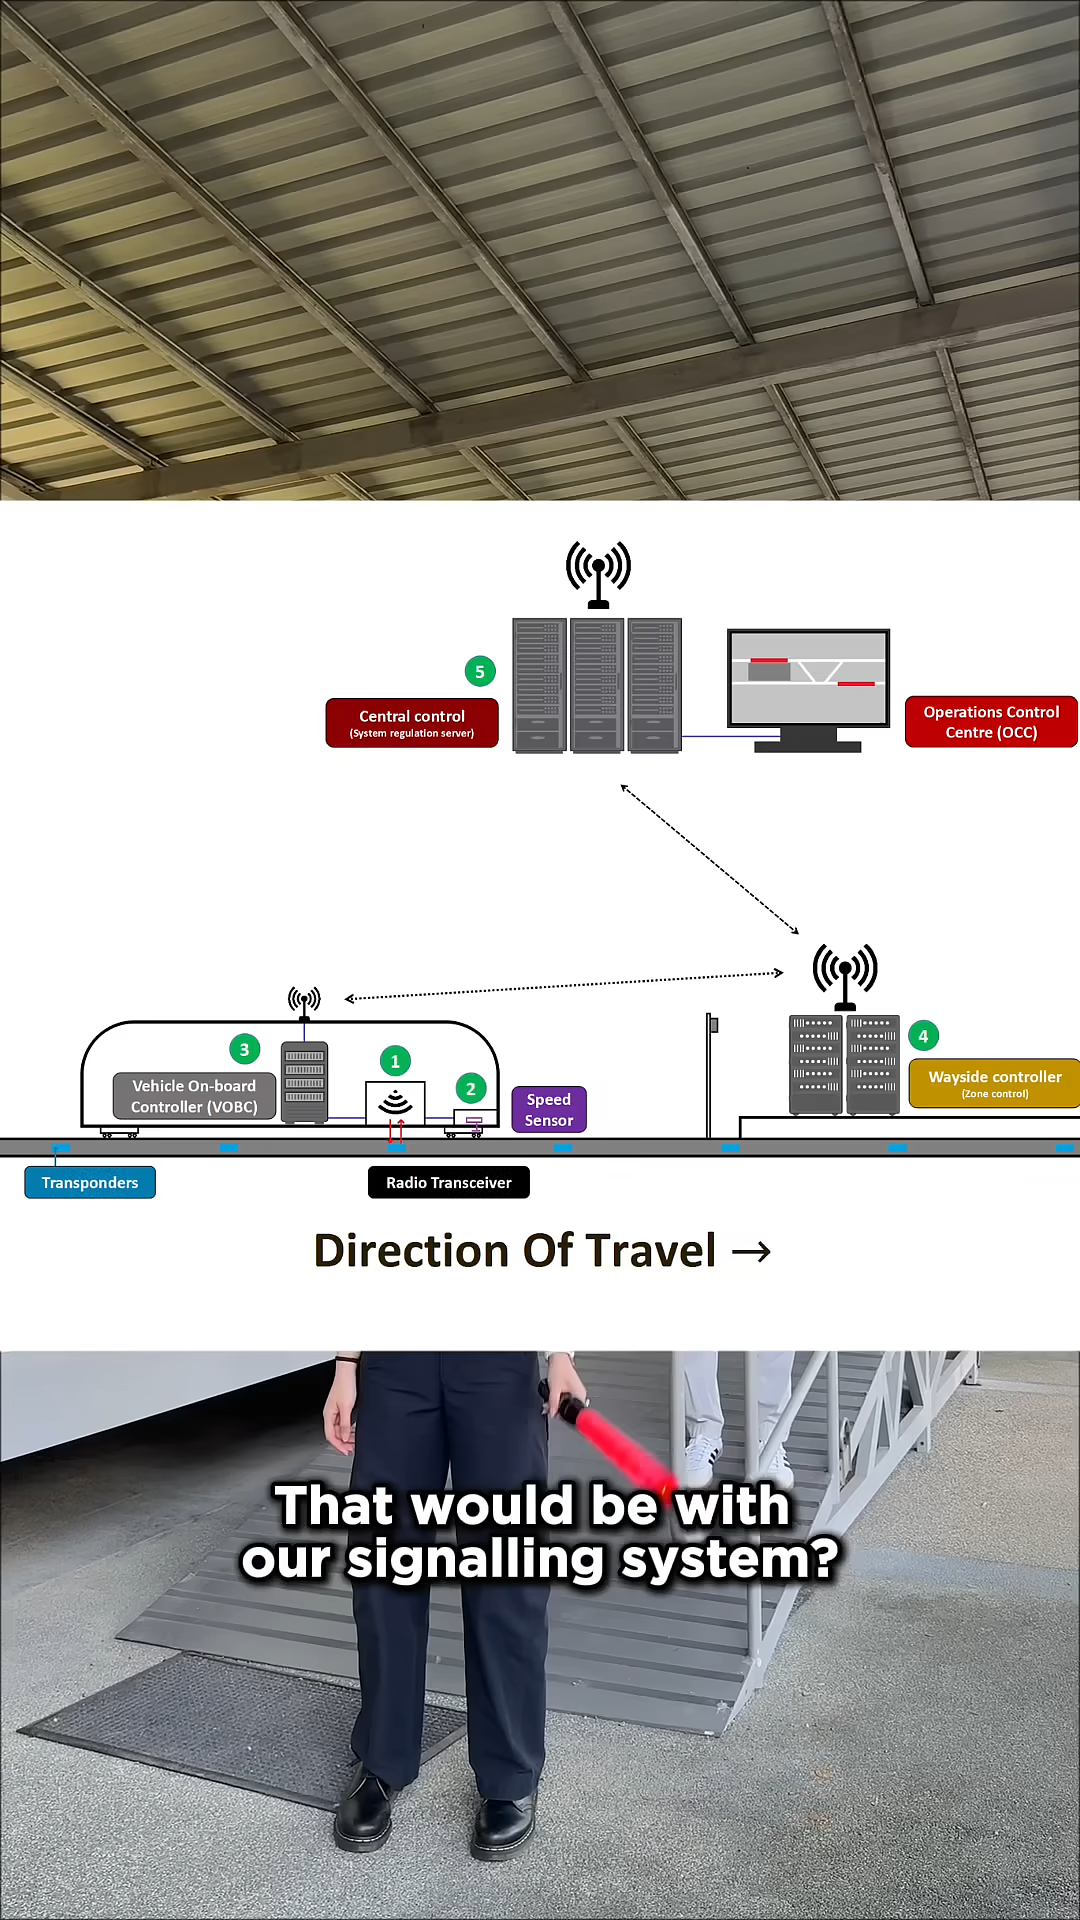 5
Central control
(System regulation server)
Operations Control
Centre (OCC)
3
Vehicle On-board
Controller (VOBC)
1
2
Speed
Sensor
4
Wayside controller
(Zone control)
Transponders
Radio Transceiver
Direction Of Travel →
That would be with
our signalling system?